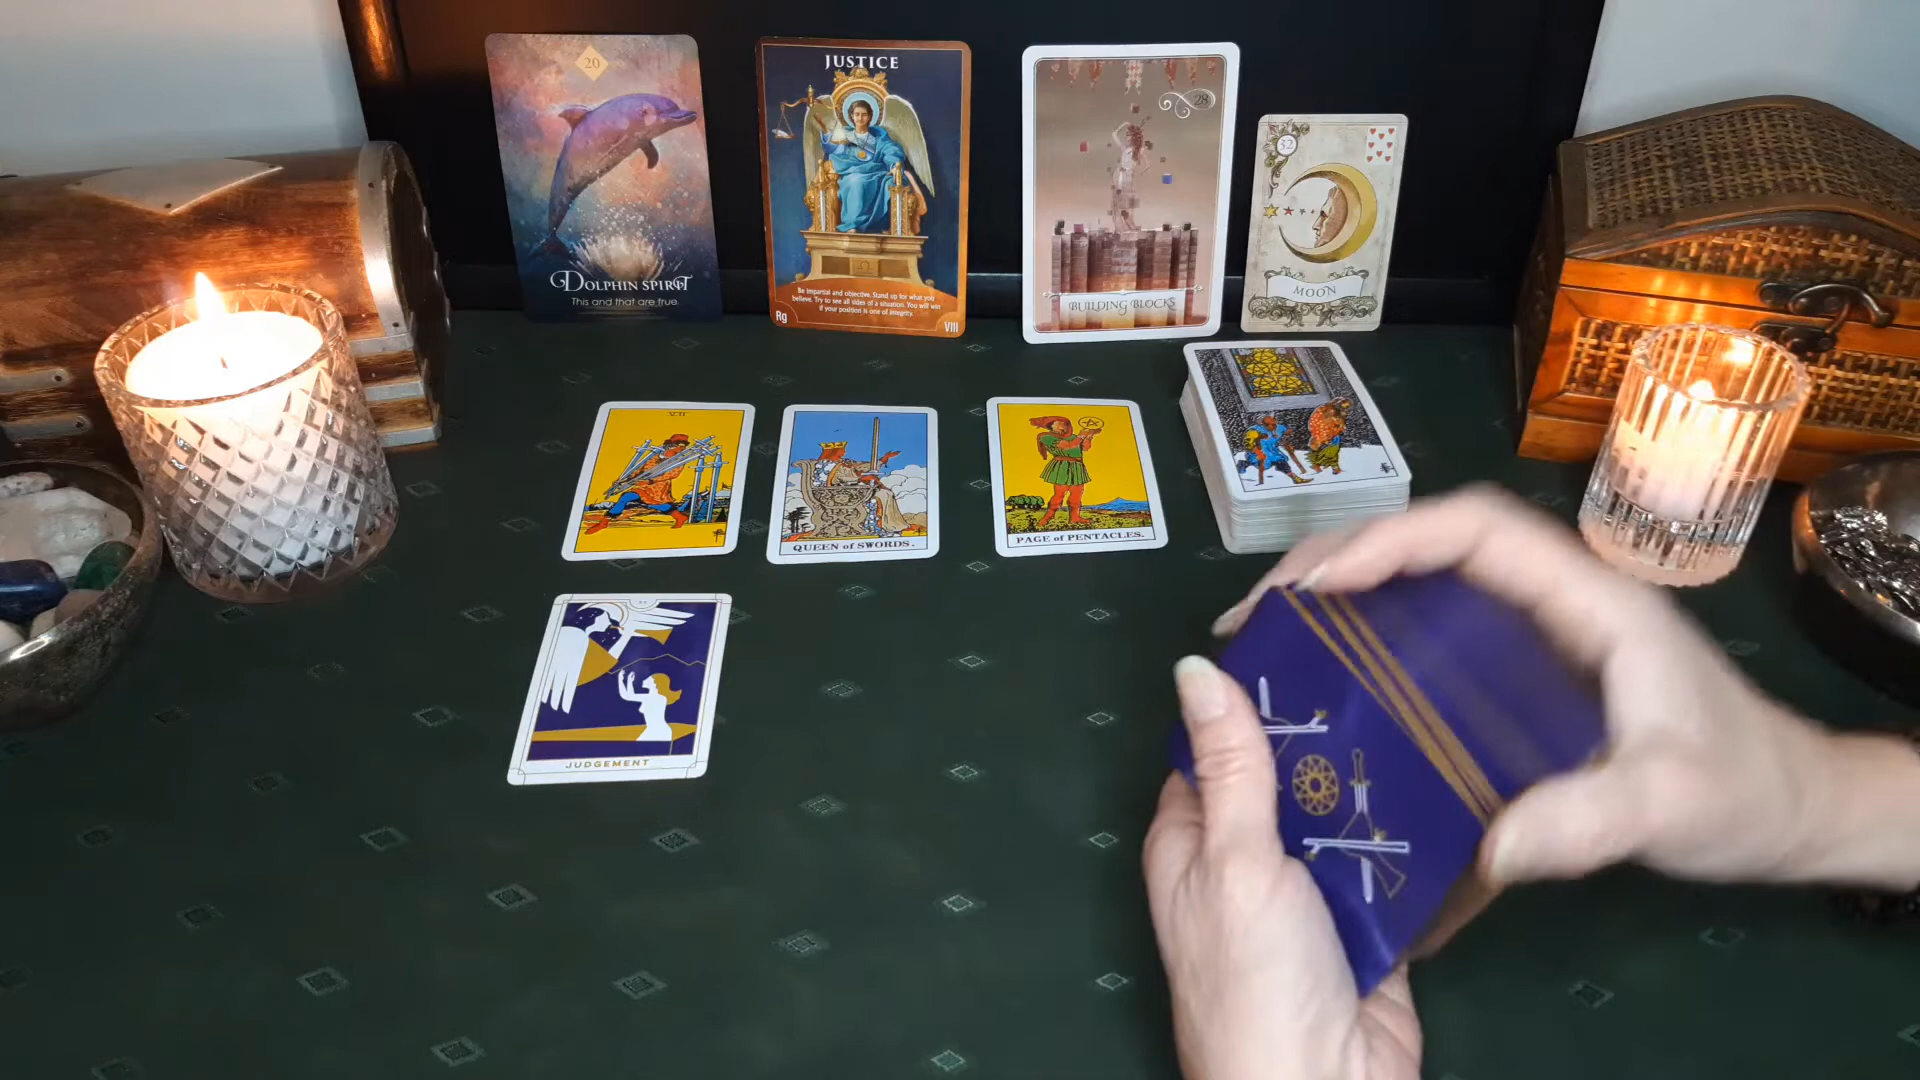 20
DOLPHIN SPIRIT
This and that are true
JUSTICE
Be impartial and objective. Stand up for what you
believe. Try to see all sides of a situation. You will win
if your position is one of integrity.
Rg
VIII
28
BUILDING BLOCKS
32
MOON
VII
QUEEN of SWORDS.
PAGE of PENTACLES.
JUDGEMENT